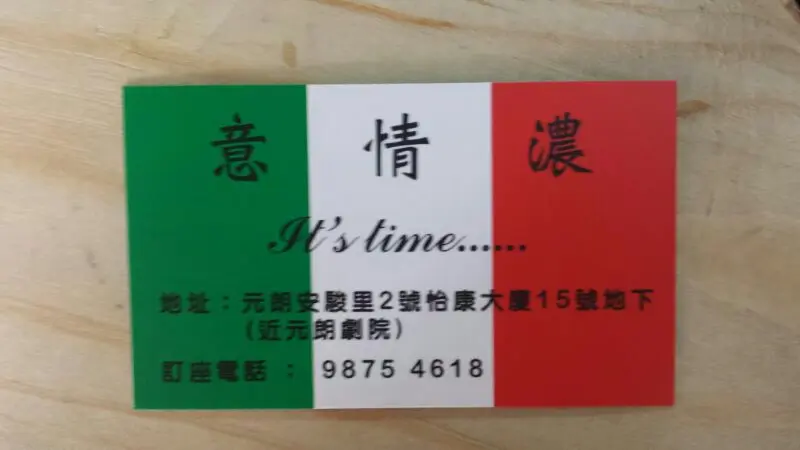 意情濃
It's time......
地址：元朗安駿里2號怡康大廈15號地下
(近元朗劇院)
訂座電話： 9875 4618